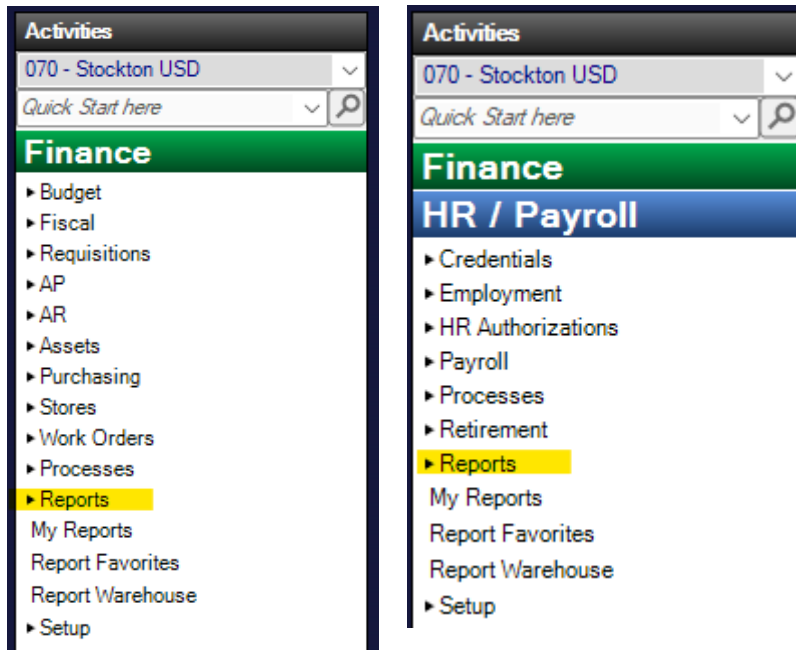 Activities
070 - Stockton USD
Quick Start here
Finance
Budget
Fiscal
Requisitions
AP
AR
Assets
Purchasing
Stores
Work Orders
Processes
Reports
My Reports
Report Favorites
Report Warehouse
Setup
Activities
070 - Stockton USD
Quick Start here
Finance
HR / Payroll
Credentials
Employment
HR Authorizations
Payroll
Processes
Retirement
Reports
My Reports
Report Favorites
Report Warehouse
Setup